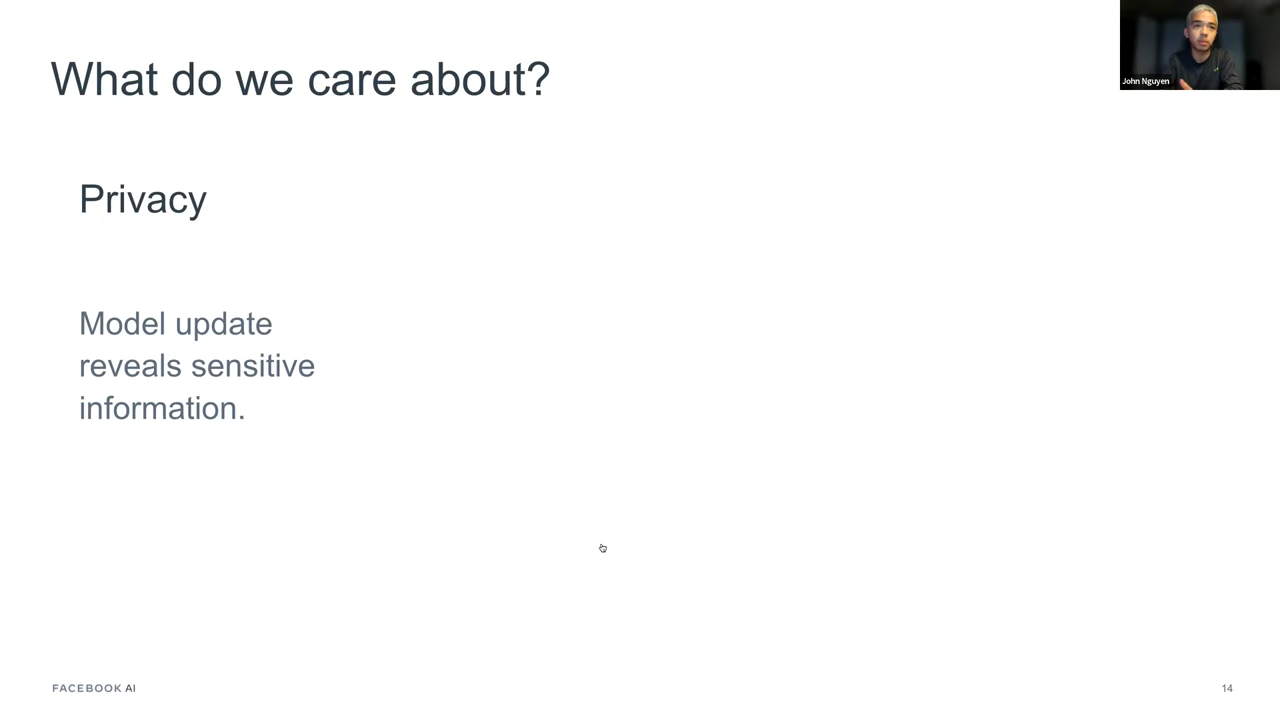 What do we care about?
John Nguyen
Privacy
Model update
reveals sensitive
information.
FACEBOOK AI
14